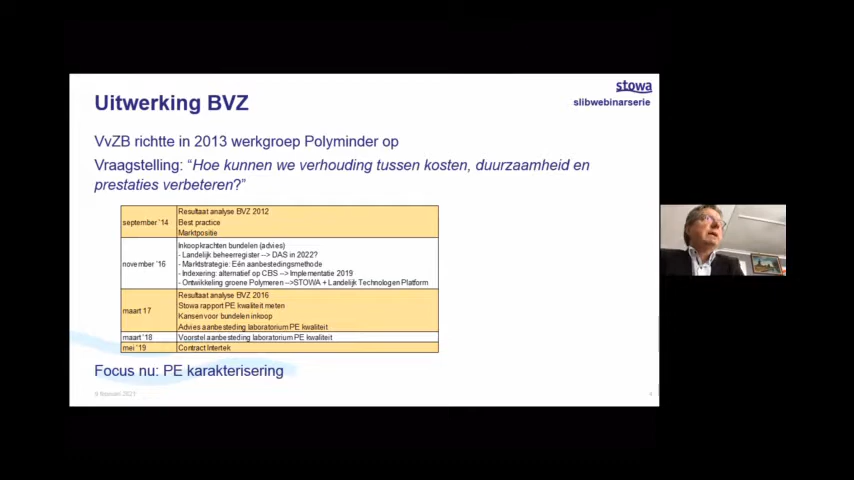 Uitwerking BVZ
stowa
slibwebinarserie
VvZB richtte in 2013 werkgroep Polyminder op
Vraagstelling: “Hoe kunnen we verhouding tussen kosten, duurzaamheid en
prestaties verbeteren?”
september '14
Resultaat analyse BVZ 2012
Best practice
Marktpositie
november '16
Inkoopkrachten bundelen (advies)
- Landelijk beheerregister --> DAS in 2022?
- Marktstrategie: Eén aanbestedingsmethode
- Indexering: alternatief op CBS --> Implementatie 2019
- Ontwikkeling groene Polymeren -->STOWA + Landelijk Technologen Platform
maart 17
Resultaat analyse BVZ 2016
Stowa rapport PE kwaliteit meten
Kansen voor bundelen inkoop
Advies aanbesteding laboratorium PE kwaliteit
maart '18 Voorstel aanbesteding laboratorium PE kwaliteit
mei '19 Contract Intertek
Focus nu: PE karakterisering
4